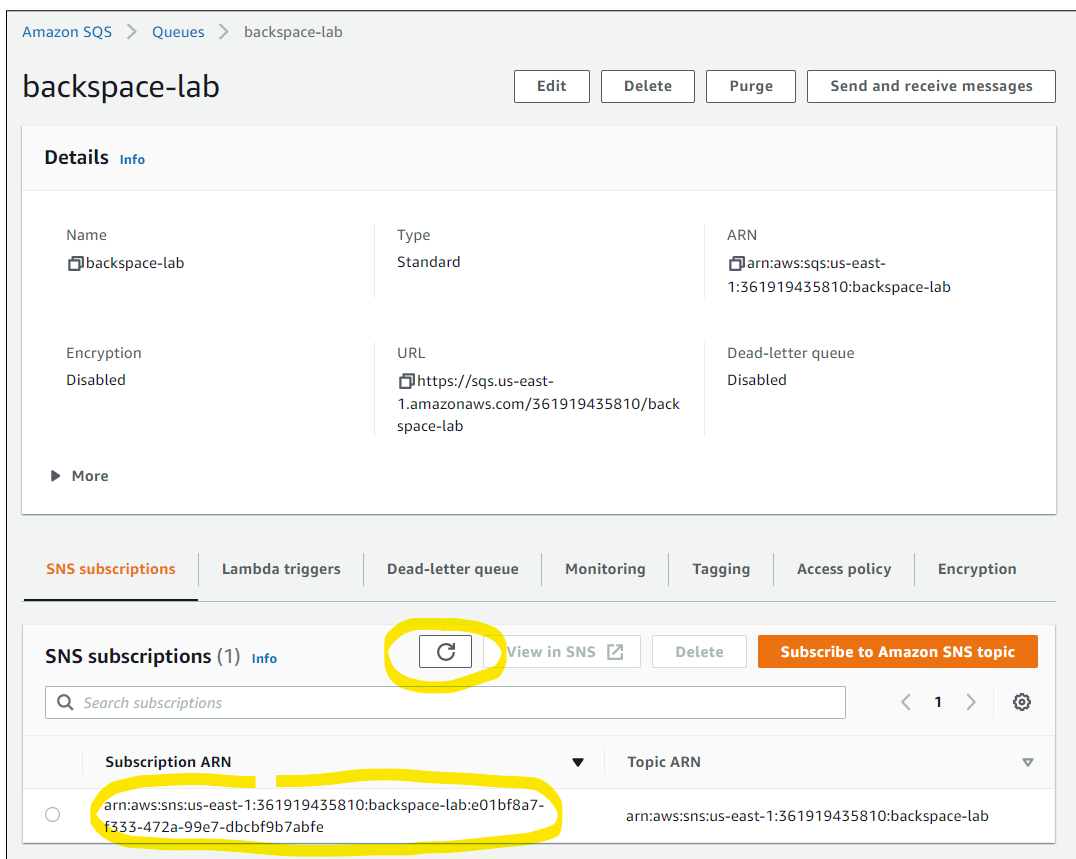 Amazon SQS > Queues > backspace-lab
backspace-lab
Edit Delete Purge Send and receive messages
Details Info
Name Type ARN
backspace-lab Standard arn:aws:sqs:us-east-
1:361919435810:backspace-lab
Encryption URL Dead-letter queue
Disabled https://sqs.us-east- Disabled
1.amazonaws.com/361919435810/back
space-lab
More
SNS subscriptions Lambda triggers Dead-letter queue Monitoring Tagging Access policy Encryption
SNS subscriptions (1) Info View in SNS Delete Subscribe to Amazon SNS topic
Search subscriptions 1
Subscription ARN Topic ARN
arn:aws:sns:us-east-1:361919435810:backspace-lab:e01bf8a7- arn:aws:sns:us-east-1:361919435810:backspace-lab
f333-472a-99e7-dbcbf9b7abfe